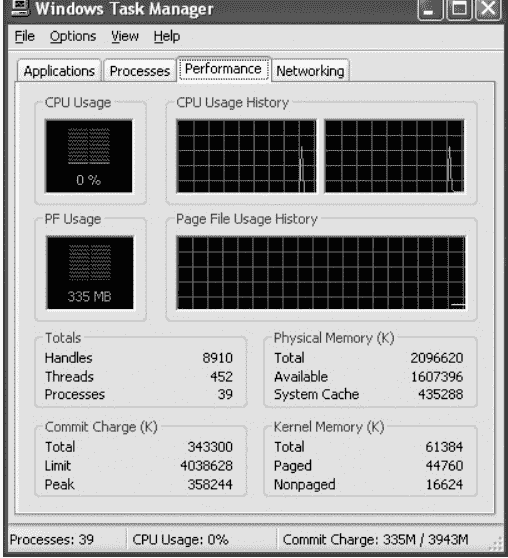 Windows Task Manager
File Options View Help
Applications Processes Performance Networking
CPU Usage CPU Usage History
0 %
PF Usage Page File Usage History
335 MB
Totals Physical Memory (K)
Handles 8910 Total 2096620
Threads 452 Available 1607396
Processes 39 System Cache 435288
Commit Charge (K) Kernel Memory (K)
Total 343300 Total 61384
Limit 4038628 Paged 44760
Peak 358244 Nonpaged 16624
Processes: 39 CPU Usage: 0% Commit Charge: 335M / 3943M